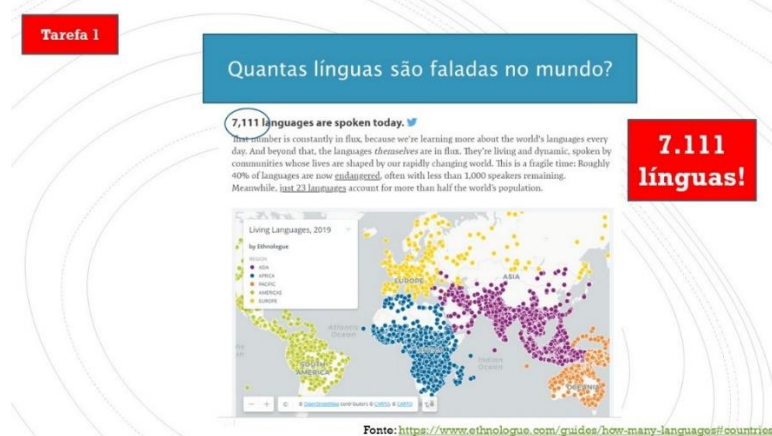 Tarefa 1
Quantas línguas são faladas no mundo?
7,111 languages are spoken today.
That number is constantly in flux, because we're learning more about the world's languages every
day. And beyond that, the languages themselves are in flux. They're living and dynamic, spoken by
communities whose lives are shaped by our rapidly changing world. This is a fragile time: Roughly
40% of languages are now endangered, often with less than 1,000 speakers remaining.
Meanwhile, just 23 languages account for more than half the world's population.
7.111
línguas!
Living Languages, 2019
by Ethnologue
REGION
ASIA
AFRICA
PACIFIC
AMERICAS
EUROPE
EUROPE
ASIA
Atlantic
Ocean
AFRICA
Indian
Ocean
SOUTH
AMERICA
OCEANIA
© OpenStreetMap contributors © CARTO, © CARTO
Fonte: https://www.ethnologue.com/guides/how-many-languages#countries